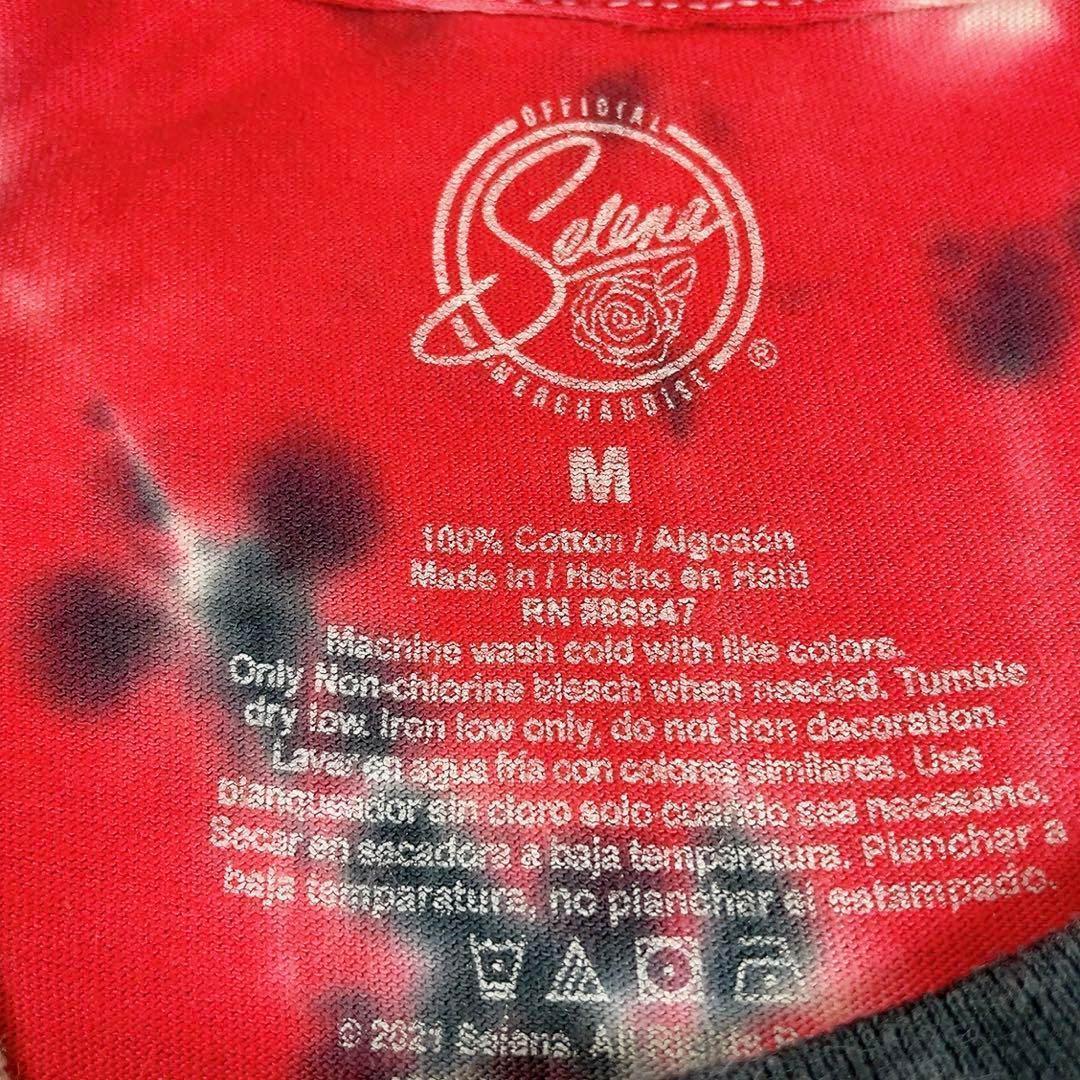 OFFICIAL
Selena
MERCHANDISE
®
M
100% Cotton / Algodón
Made in / Hecho en Haiti
RN #86947
Machine wash cold with like colors.
Only Non-chlorine bleach when needed. Tumble
dry low. Iron low only, do not iron decoration.
Lavar en agua fria con colores similares. Use
blanqueador sin cloro solo cuando sea necesario.
Secar en secadora a baja temperatura. Planchar a
baja temparatura, no planchar el estampado.
© 2021 Selena. All